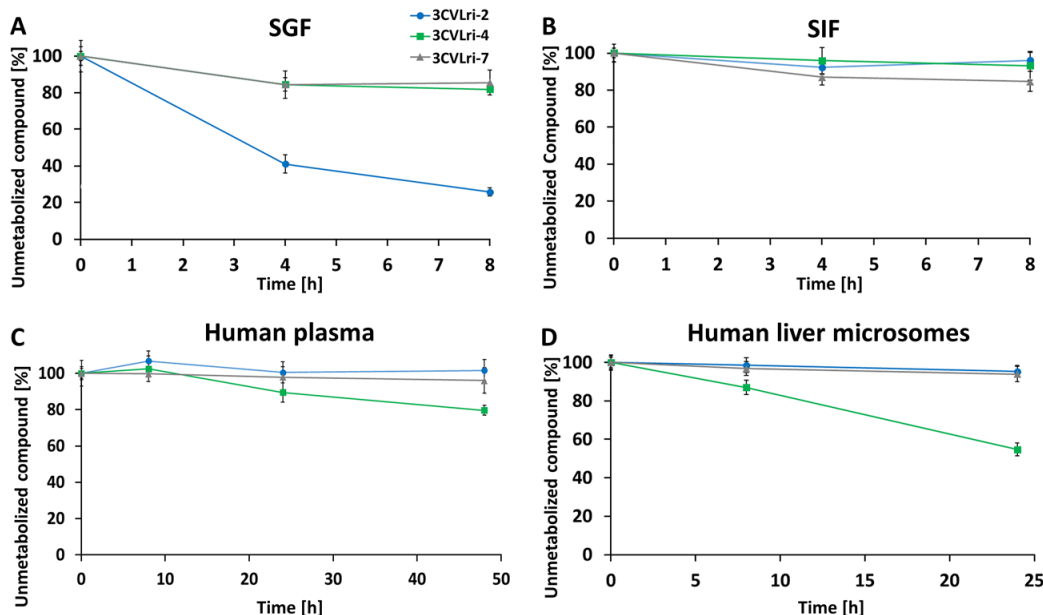 A
SGF
3CVLri-2
3CVLri-4
3CVLri-7
Unmetabolized compound [%]
100
80
60
40
20
0
0 1 2 3 4 5 6 7 8
Time [h]
B
SIF
Unmetabolized Compound [%]
100
80
60
40
20
0
0 1 2 3 4 5 6 7 8
Time [h]
C
Human plasma
Unmetabolized compound [%]
100
80
60
40
20
0
0 10 20 30 40 50
Time [h]
D
Human liver microsomes
Unmetabolized compound [%]
100
80
60
40
20
0
0 5 10 15 20 25
Time [h]